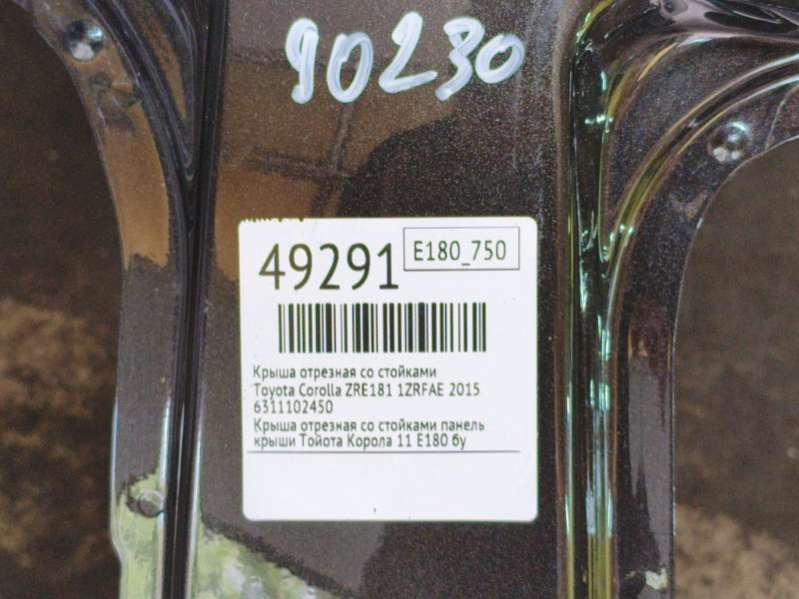 90230
49291
E180_750
Крыша отрезная со стойками
Toyota Corolla ZRE181 1ZRFAE 2015
6311102450
Крыша отрезная со стойками панель
крыши Тойота Корола 11 Е180 бу